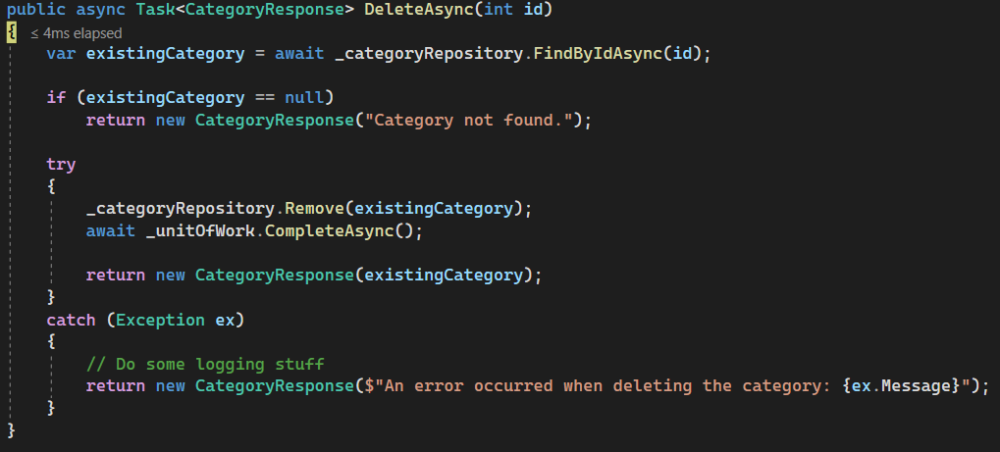 public async Task<CategoryResponse> DeleteAsync(int id)
{ ≤ 4ms elapsed
    var existingCategory = await _categoryRepository.FindByIdAsync(id);

    if (existingCategory == null)
        return new CategoryResponse("Category not found.");

    try
    {
        _categoryRepository.Remove(existingCategory);
        await _unitOfWork.CompleteAsync();

        return new CategoryResponse(existingCategory);
    }
    catch (Exception ex)
    {
        // Do some logging stuff
        return new CategoryResponse($"An error occurred when deleting the category: {ex.Message}");
    }
}